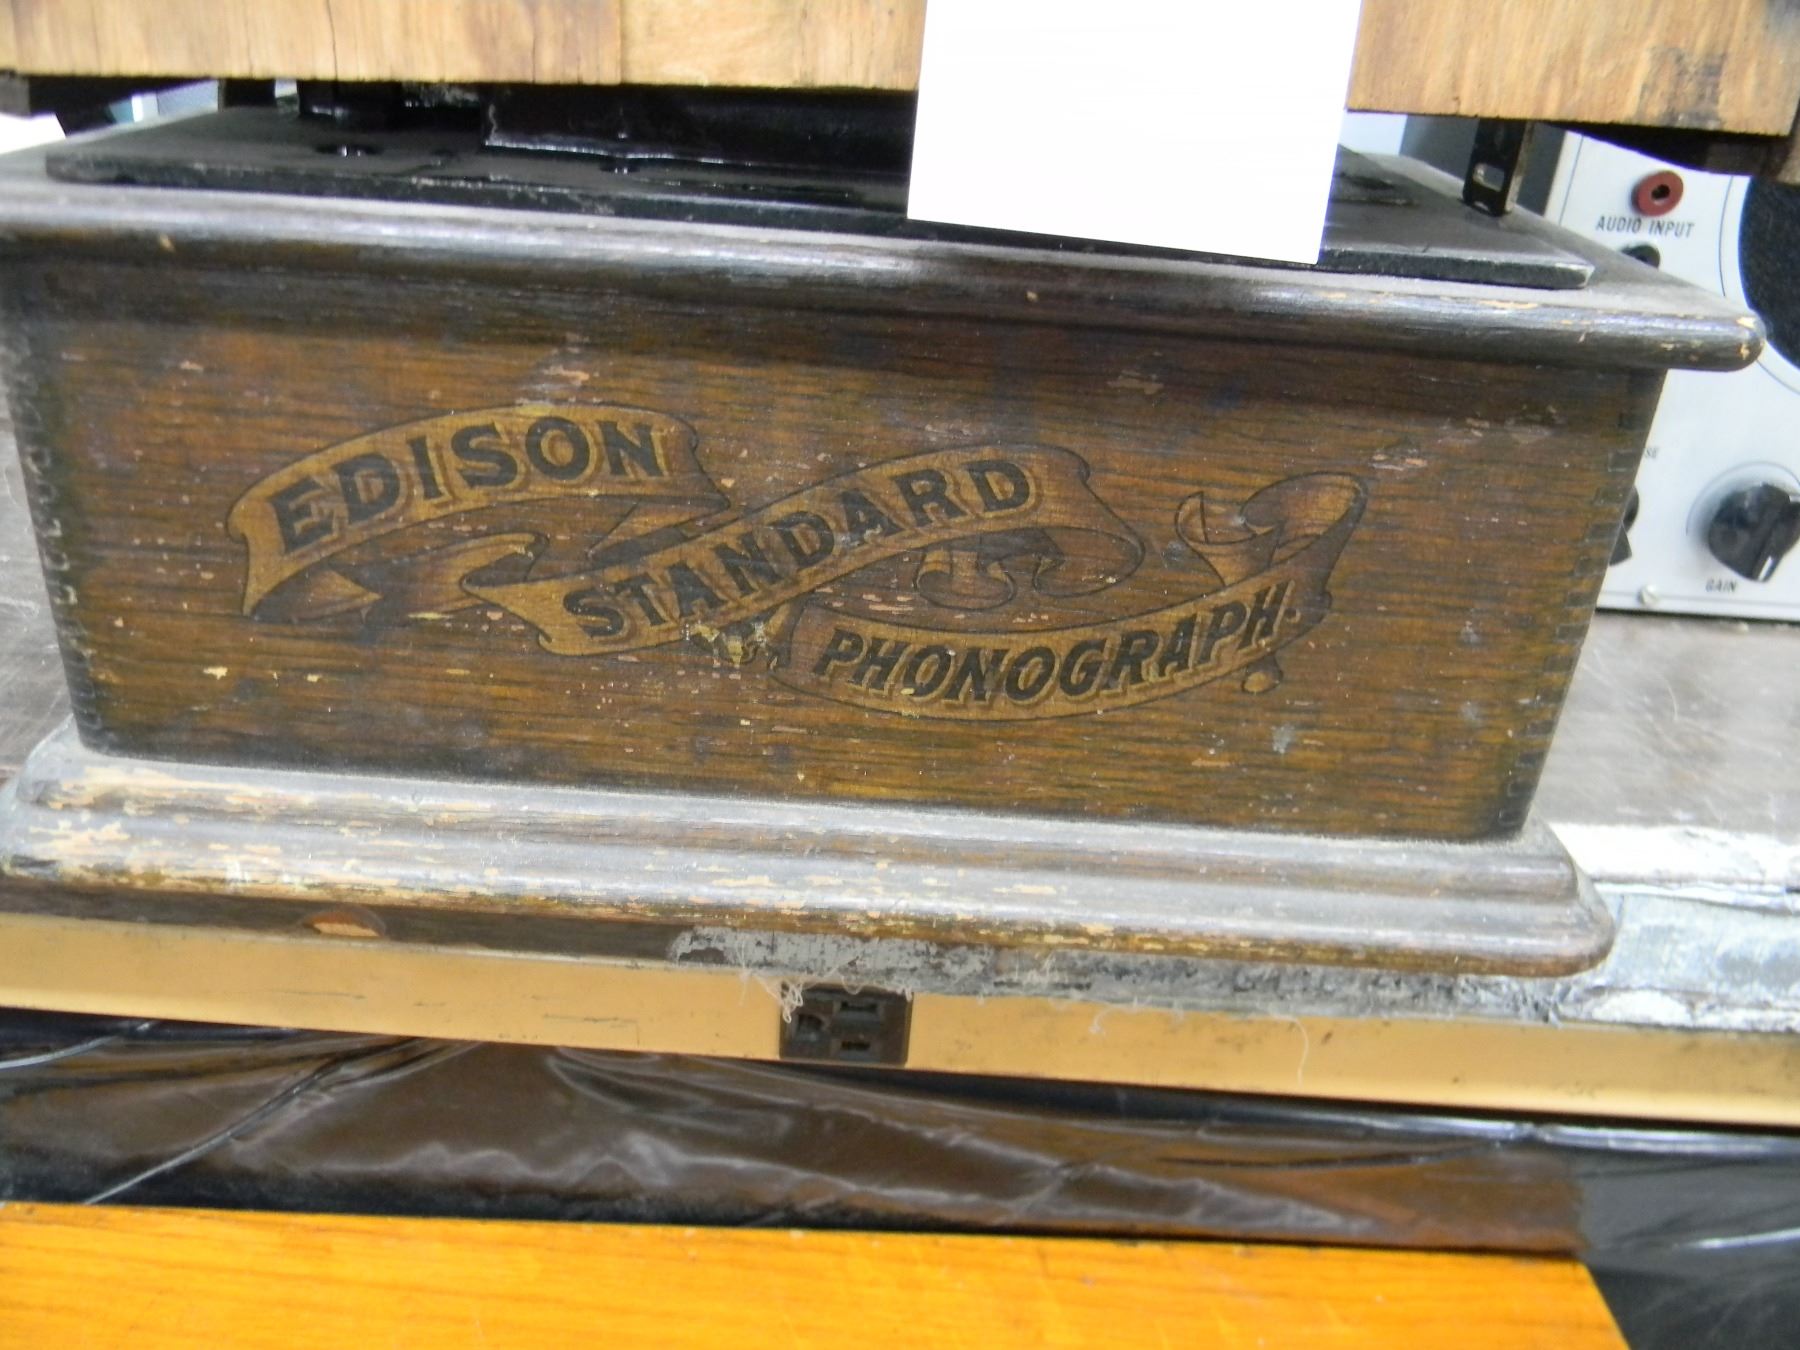 EDISON
STANDARD
PHONOGRAPH.
AUDIO INPUT
GAIN